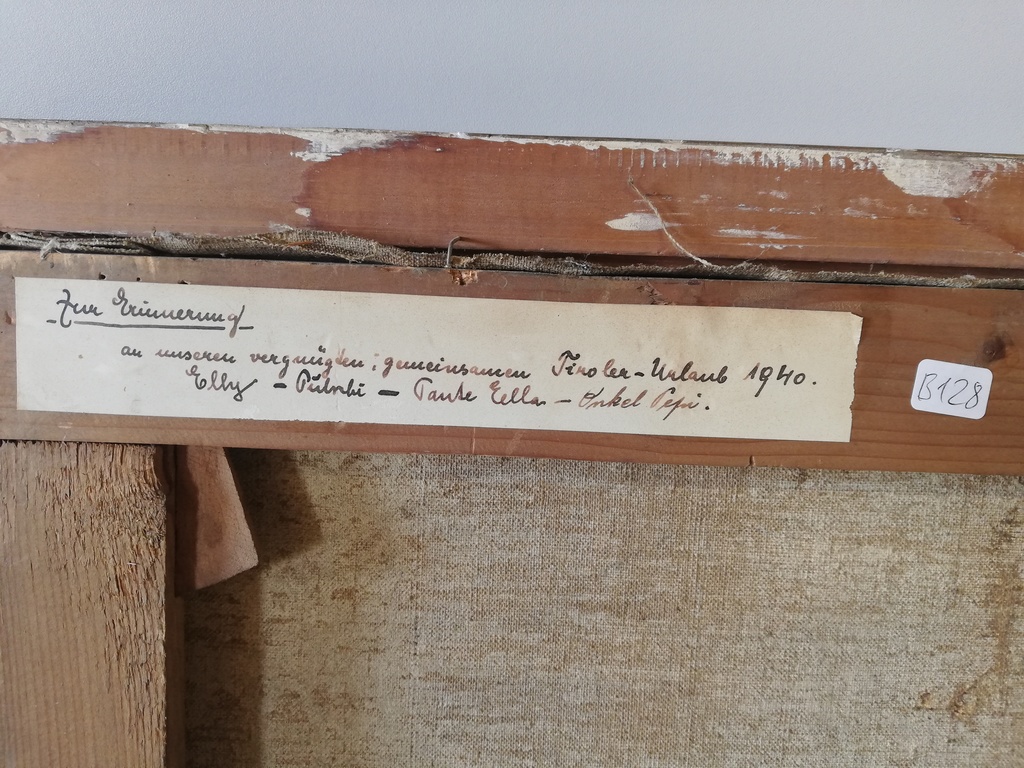 Zur Erinnerung
an unseren vergnügten, gemeinsamen Tiroler-Urlaub 1940.
Elly - - Tante Ella - Onkel Pepi.
B128